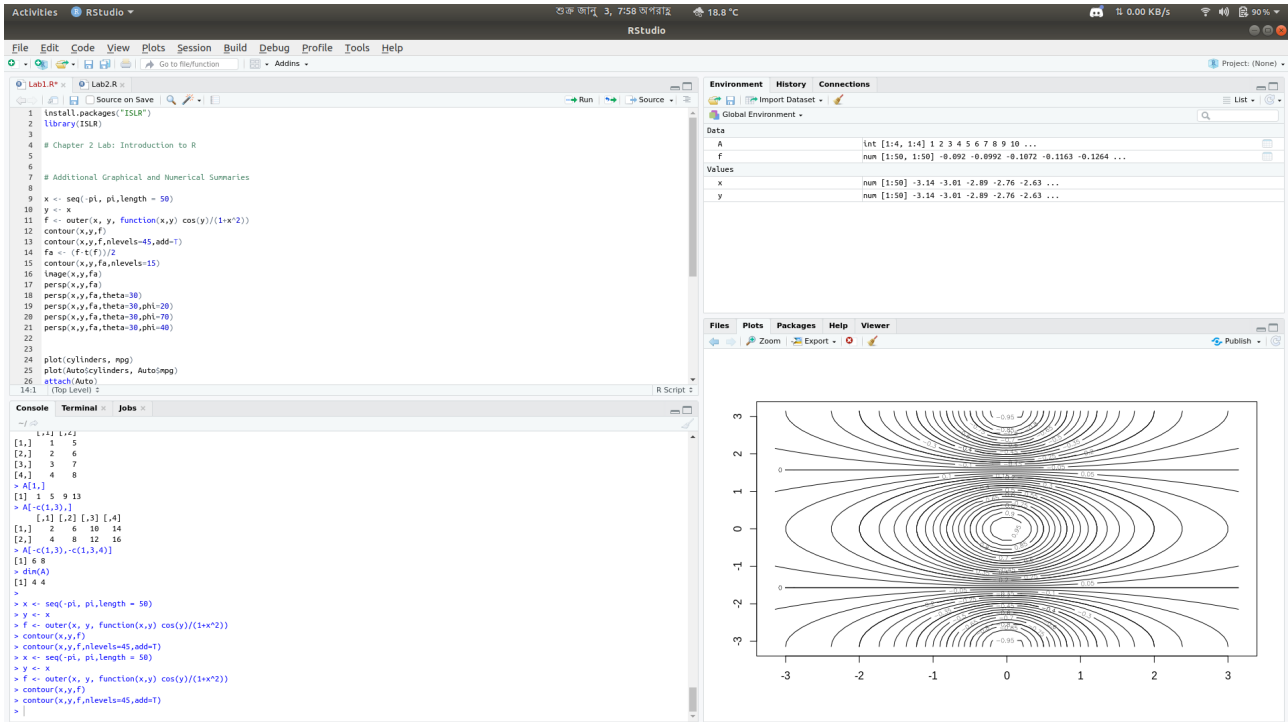 Activities RStudio শুক্র জানু 3, 7:58 অপরাহ্ণ 18.8 °C 0.00 KB/s 90 %
RStudio
File Edit Code View Plots Session Build Debug Profile Tools Help
Go to file/function Addins Project: (None)
Lab1.R* Lab2.R
Source on Save Run Source
1 install.packages("ISLR")
2 library(ISLR)
3
4 # Chapter 2 Lab: Introduction to R
5
6
7 # Additional Graphical and Numerical Summaries
8
9 x <- seq(-pi, pi,length = 50)
10 y <- x
11 f <- outer(x, y, function(x,y) cos(y)/(1+x^2))
12 contour(x,y,f)
13 contour(x,y,f,nlevels=45,add=T)
14 fa <- (f-t(f))/2
15 contour(x,y,fa,nlevels=15)
16 image(x,y,fa)
17 persp(x,y,fa)
18 persp(x,y,fa,theta=30)
19 persp(x,y,fa,theta=30,phi=20)
20 persp(x,y,fa,theta=30,phi=70)
21 persp(x,y,fa,theta=30,phi=40)
22
23
24 plot(cylinders, mpg)
25 plot(Auto$cylinders, Auto$mpg)
26 attach(Auto)
14:1 (Top Level) R Script
Console Terminal Jobs
~/
[,1] [,2]
[1,] 1 5
[2,] 2 6
[3,] 3 7
[4,] 4 8
> A[1,]
[1] 1 5 9 13
> A[-c(1,3),]
[,1] [,2] [,3] [,4]
[1,] 2 6 10 14
[2,] 4 8 12 16
> A[-c(1,3),-c(1,3,4)]
[1] 6 8
> dim(A)
[1] 4 4
>
> x <- seq(-pi, pi,length = 50)
> y <- x
> f <- outer(x, y, function(x,y) cos(y)/(1+x^2))
> contour(x,y,f)
> contour(x,y,f,nlevels=45,add=T)
> x <- seq(-pi, pi,length = 50)
> y <- x
> f <- outer(x, y, function(x,y) cos(y)/(1+x^2))
> contour(x,y,f)
> contour(x,y,f,nlevels=45,add=T)
>
Environment History Connections
Import Dataset List
Global Environment
Data
A int [1:4, 1:4] 1 2 3 4 5 6 7 8 9 10 ...
f num [1:50, 1:50] -0.092 -0.0992 -0.1072 -0.1163 -0.1264 ...
Values
x num [1:50] -3.14 -3.01 -2.89 -2.76 -2.63 ...
y num [1:50] -3.14 -3.01 -2.89 -2.76 -2.63 ...
Files Plots Packages Help Viewer
Zoom Export Publish
3
2
1
0
-1
-2
-3
-0.95
0
0.05
0.95
0.05
0
-0.95
-3 -2 -1 0 1 2 3